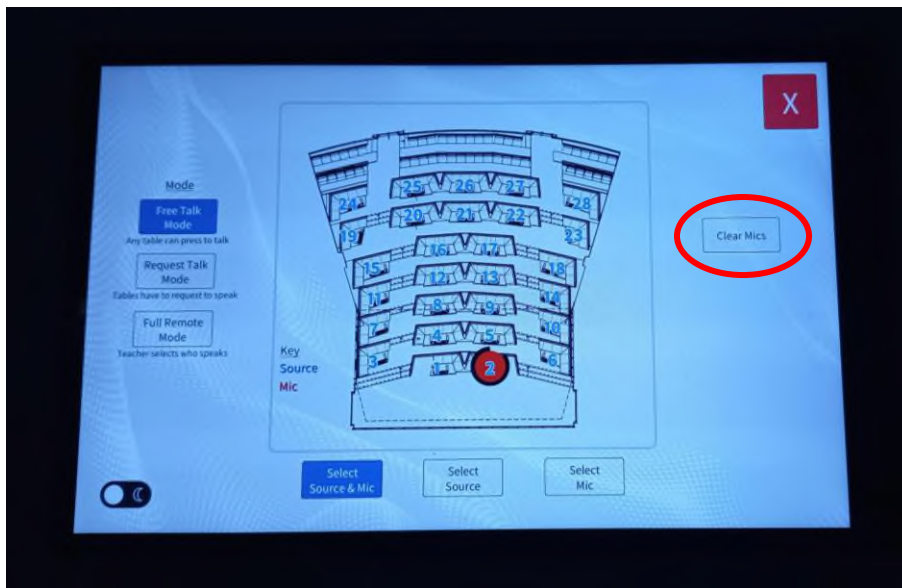 X
Mode
Free Talk
Mode
Any table can press to talk
Request Talk
Mode
Tables have to request to speak
Full Remote
Mode
Teacher selects who speaks
25 26 27
24 28
20 21 22
19 23
16 17
15 18
12 13
11 14
8 9
7 10
4 5
3 6
1 2
Key
Source
Mic
Clear Mics
Select
Source & Mic
Select
Source
Select
Mic